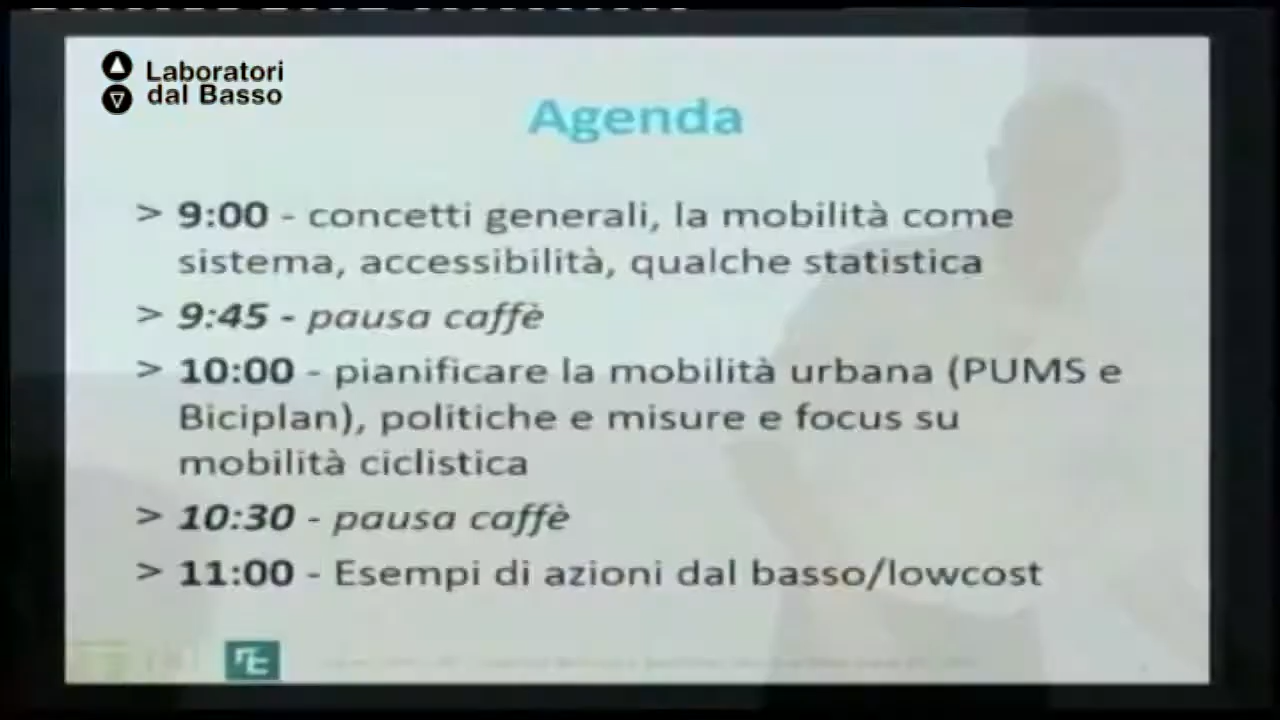 Laboratori
dal Basso
Agenda
> 9:00 - concetti generali, la mobilità come
sistema, accessibilità, qualche statistica
> 9:45 - pausa caffè
> 10:00 - pianificare la mobilità urbana (PUMS e
Biciplan), politiche e misure e focus su
mobilità ciclistica
> 10:30 - pausa caffè
> 11:00 - Esempi di azioni dal basso/lowcost